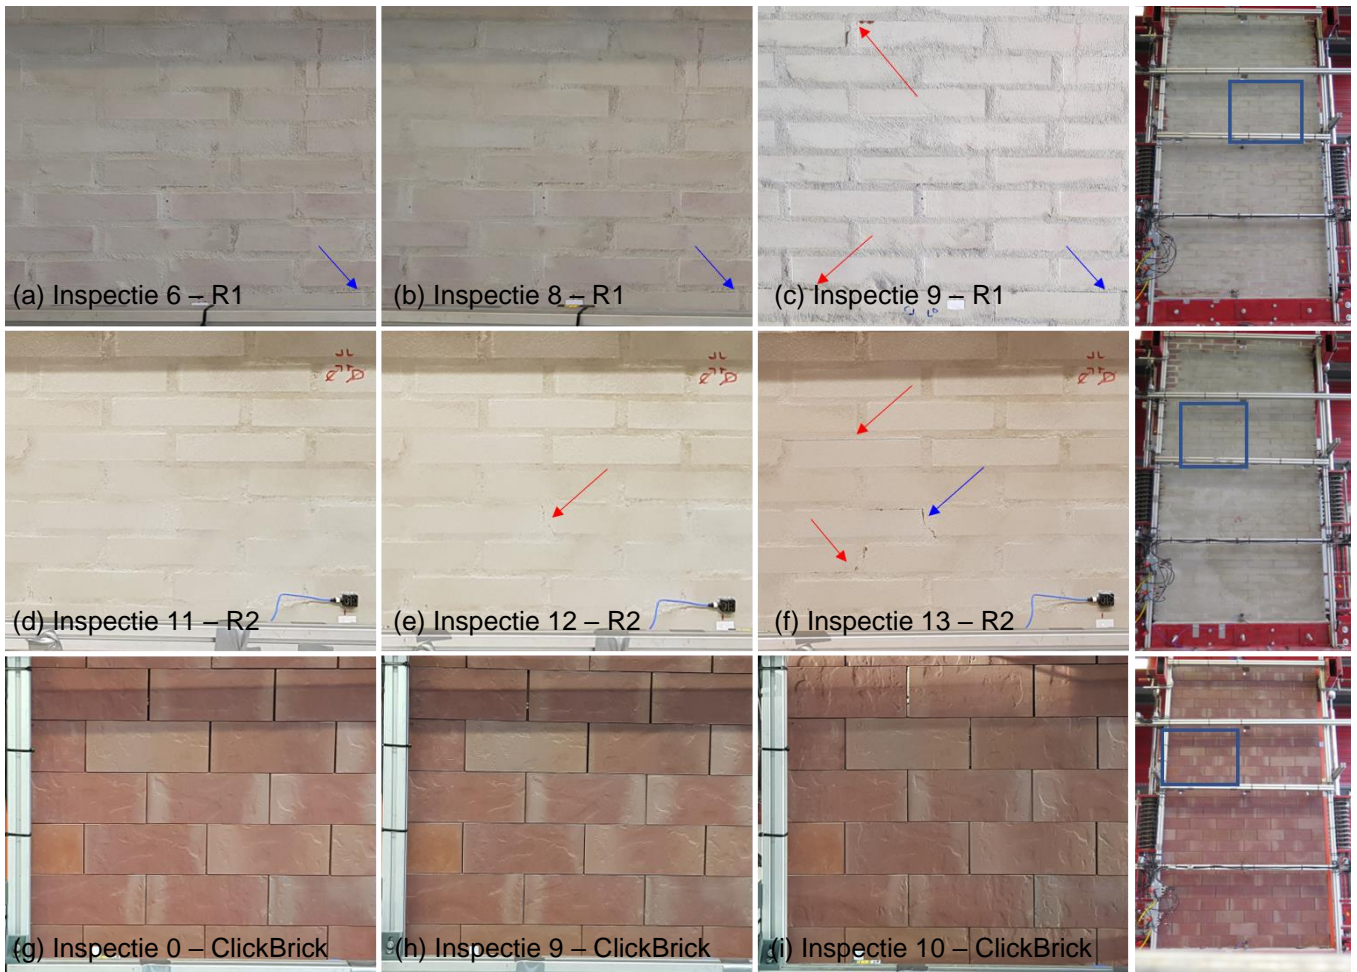 (a) Inspectie 6 – R1
(b) Inspectie 8 – R1
(c) Inspectie 9 – R1
(d) Inspectie 11 – R2
(e) Inspectie 12 – R2
(f) Inspectie 13 – R2
(g) Inspectie 0 – ClickBrick
(h) Inspectie 9 – ClickBrick
(i) Inspectie 10 – ClickBrick